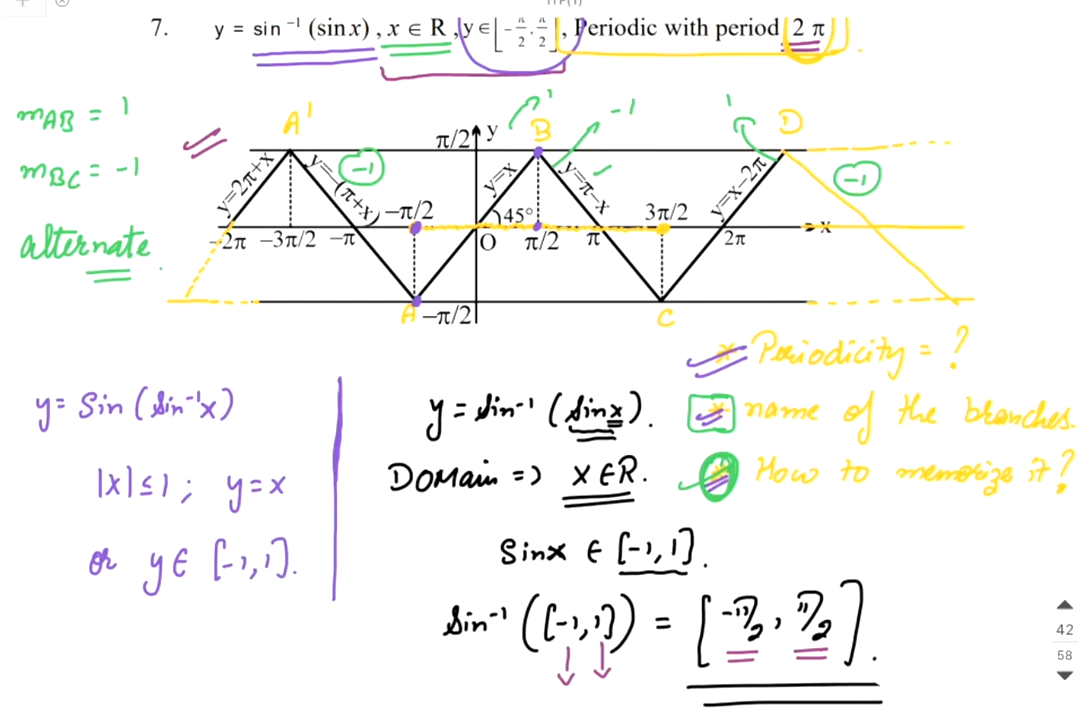 7. y = sin⁻¹ (sin x) , x ∈ R , y ∈ [-π/2, π/2], Periodic with period 2 π
mAB = 1
mBC = -1
alternate
A' B D
π/2 y 1 -1 1
y=2π+x -1 y=-(π+x) y=x y=π-x y=x-2π -1
-π/2 45° 3π/2 x
-2π -3π/2 -π O π/2 π 2π
A -π/2 C
* Periodicity = ?
* name of the branches.
* How to memorize it?
y = Sin (sin⁻¹x)
|x| ≤ 1 ; y = x
or y ∈ [-1, 1].
y = sin⁻¹ (sinx).
Domain => x ∈ R.
Sinx ∈ [-1, 1].
sin⁻¹ ([-1, 1]) = [-π/2, π/2].
42
58